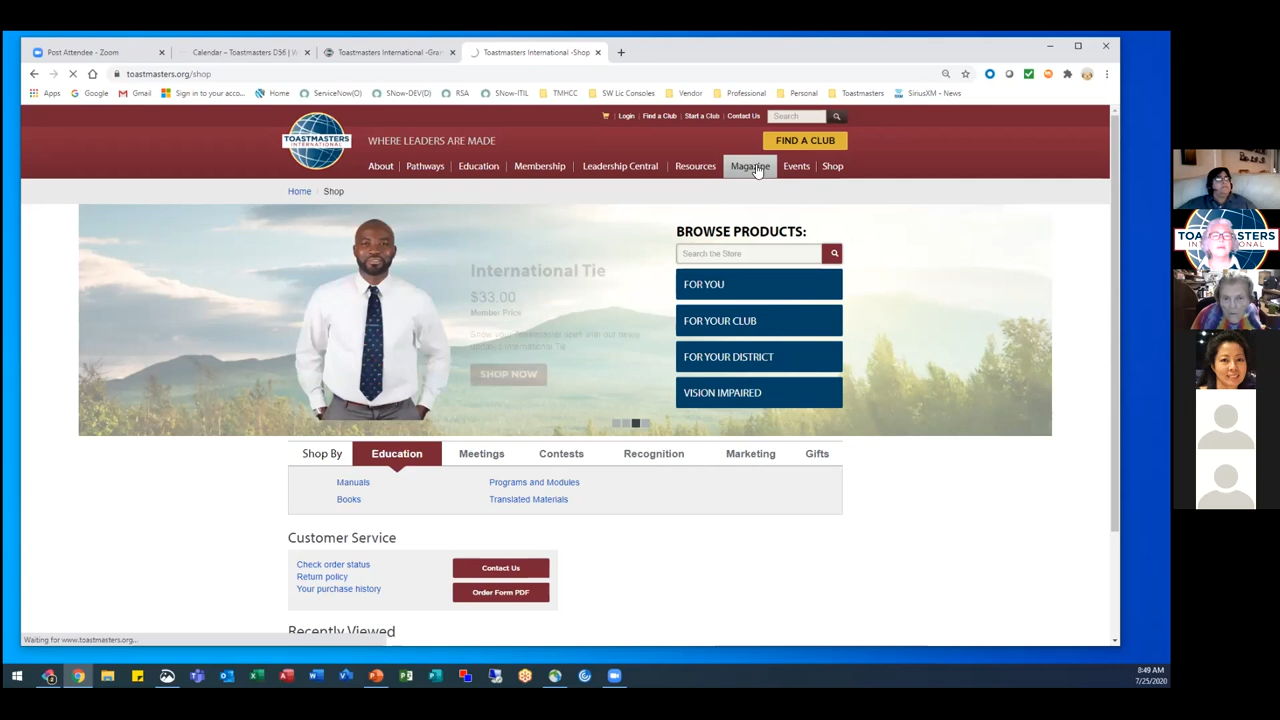 Post Attendee - Zoom
Calendar – Toastmasters D56 | W
Toastmasters International -Gra
Toastmasters International -Shop
toastmasters.org/shop
Apps Google Gmail Sign in to your acco... Home ServiceNow(O) SNow-DEV(D) RSA SNow-ITIL TMHCC SW Lic Consoles Vendor Professional Personal Toastmasters SiriusXM - News
Login Find a Club Start a Club Contact Us Search
TOASTMASTERS
INTERNATIONAL
WHERE LEADERS ARE MADE
FIND A CLUB
About Pathways Education Membership Leadership Central Resources Magazine Events Shop
Home / Shop
BROWSE PRODUCTS:
Search the Store
FOR YOU
FOR YOUR CLUB
FOR YOUR DISTRICT
VISION IMPAIRED
International Tie
$33.00
Member Price
Show your Toastmaster spirit with our newly
updated International Tie
SHOP NOW
Shop By Education Meetings Contests Recognition Marketing Gifts
Manuals Programs and Modules
Books Translated Materials
Customer Service
Check order status
Return policy
Your purchase history
Contact Us
Order Form PDF
Recently Viewed
Waiting for www.toastmasters.org...
8:49 AM
7/25/2020